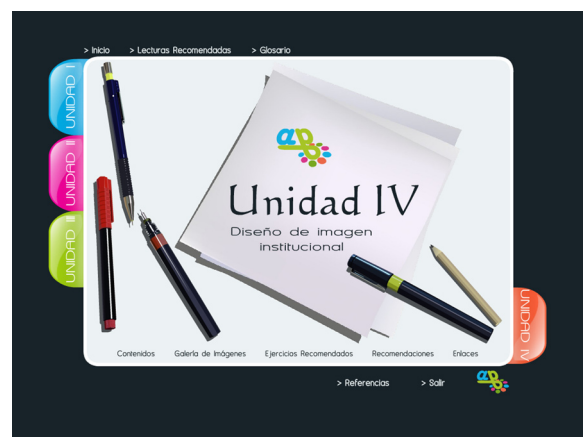 > Inicio > Lecturas Recomendadas > Glosario
UNIDAD I
UNIDAD II
UNIDAD III
Unidad IV
Diseño de imagen
institucional
UNIDAD IV
Contenidos Galería de Imágenes Ejercicios Recomendados Recomendaciones Enlaces
> Referencias > Salir